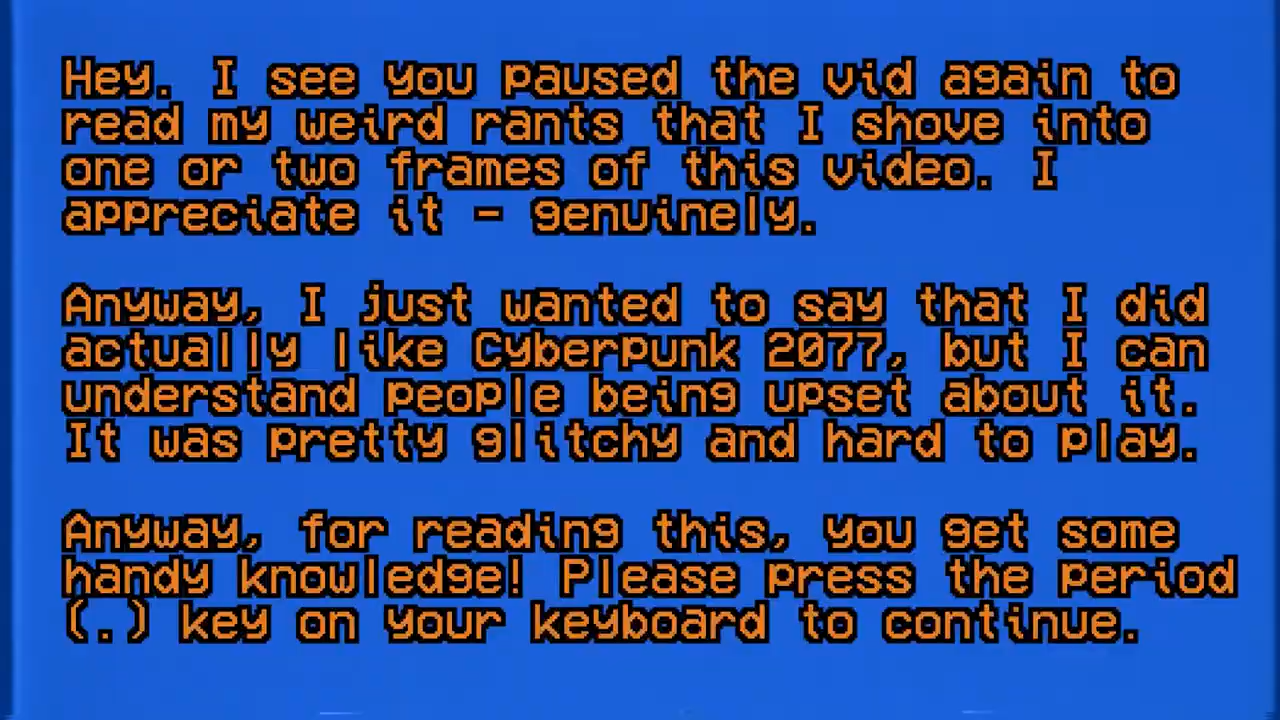 Hey. I see you paused the vid again to
read my weird rants that I shove into
one or two frames of this video. I
appreciate it - genuinely.
Anyway, I just wanted to say that I did
actually like Cyberpunk 2077, but I can
understand people being upset about it.
It was pretty glitchy and hard to play.
Anyway, for reading this, you get some
handy knowledge! Please press the period
(.) key on your keyboard to continue.